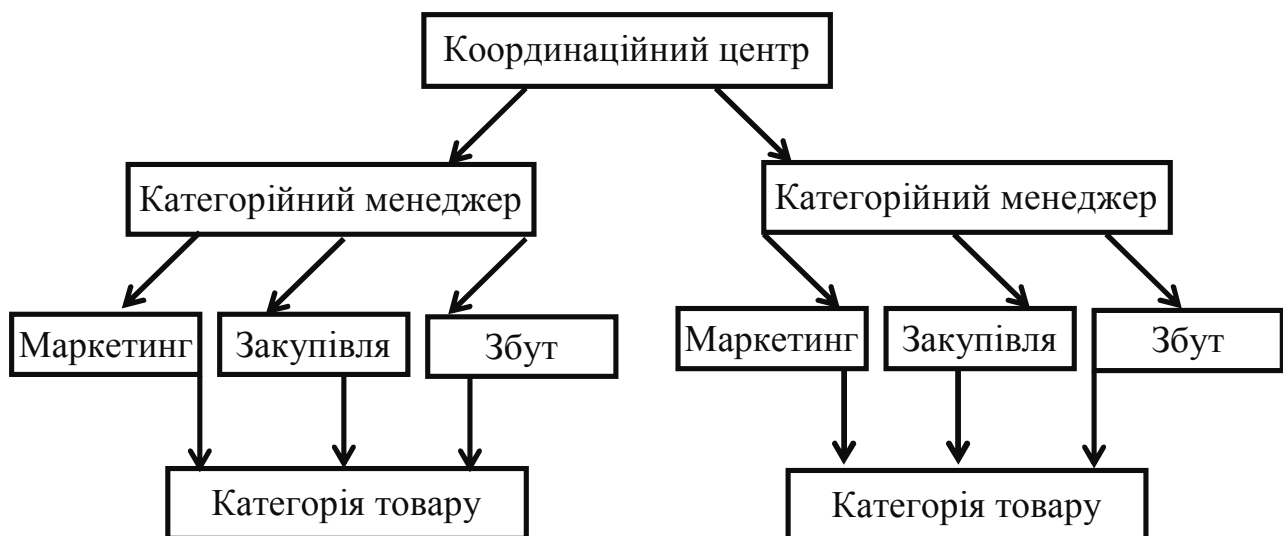 Координаційний центр
Категорійний менеджер
Категорійний менеджер
Маркетинг
Закупівля
Збут
Маркетинг
Закупівля
Збут
Категорія товару
Категорія товару